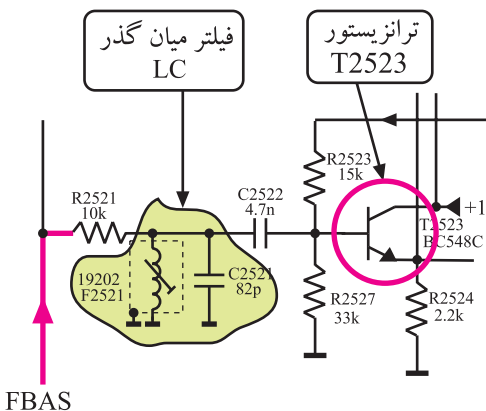 فیلتر میان گذر
LC
ترانزیستور
T2523
R2523
15k
R2521
10k
C2522
4.7n
+1
T2523
BC548C
19202
F2521
C2521
82p
R2527
33k
R2524
2.2k
FBAS